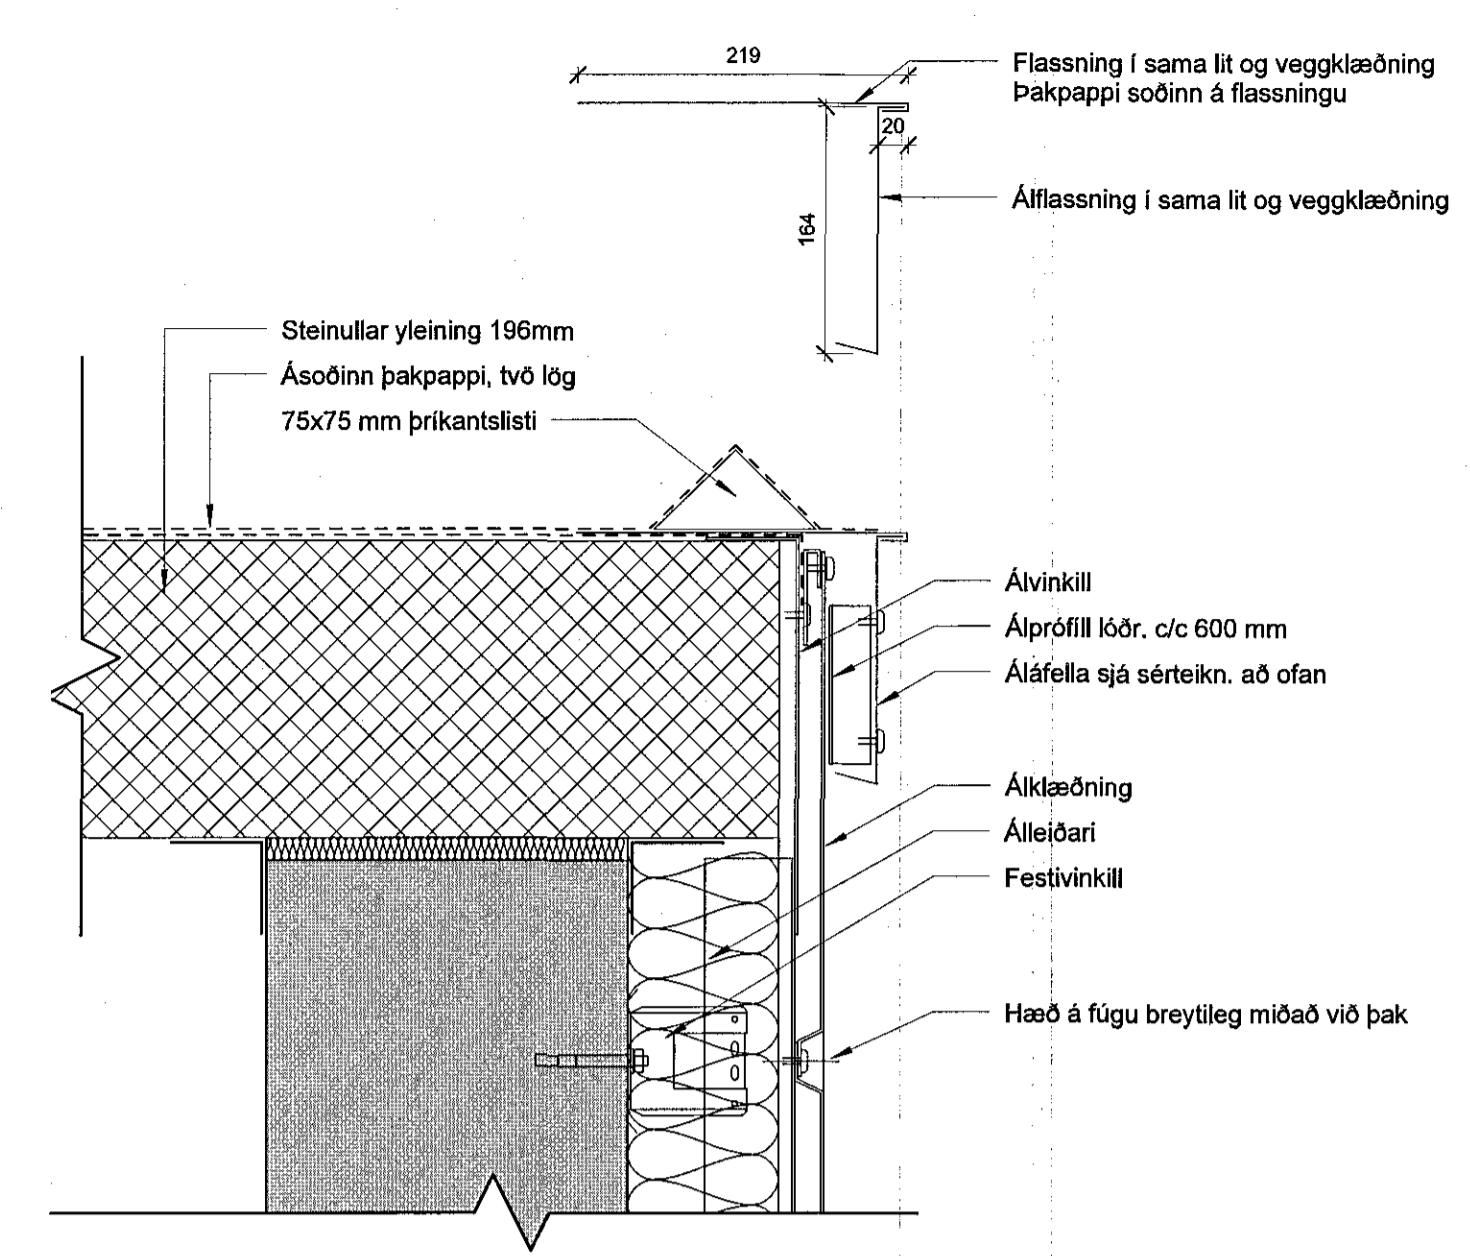 219
Flassning í sama lit og veggklæðning
Þakpappi soðinn á flassningu
20
164
Álflassning í sama lit og veggklæðning
Steinullar yleining 196mm
Ásoðinn þakpappi, tvö lög
75x75 mm þríkantslisti
Álvinkill
Álprófíll lóðr. c/c 600 mm
Áláfella sjá sérteikn. að ofan
Álklæðning
Álleiðari
Festivinkill
Hæð á fúgu breytileg miðað við þak